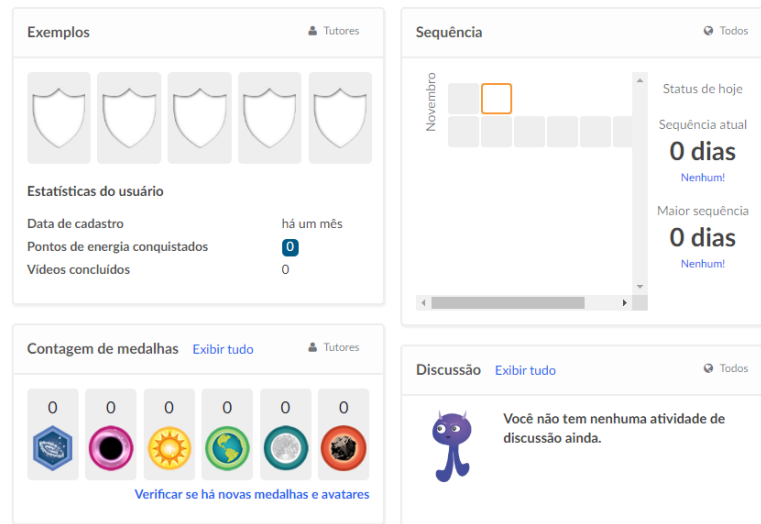 Exemplos
Tutores
Estatísticas do usuário
Data de cadastro há um mês
Pontos de energia conquistados 0
Vídeos concluídos 0
Contagem de medalhas Exibir tudo
Tutores
0 0 0 0 0 0
Verificar se há novas medalhas e avatares
Sequência
Todos
Novembro
Status de hoje
Sequência atual
0 dias
Nenhum!
Maior sequência
0 dias
Nenhum!
Discussão Exibir tudo
Todos
Você não tem nenhuma atividade de
discussão ainda.